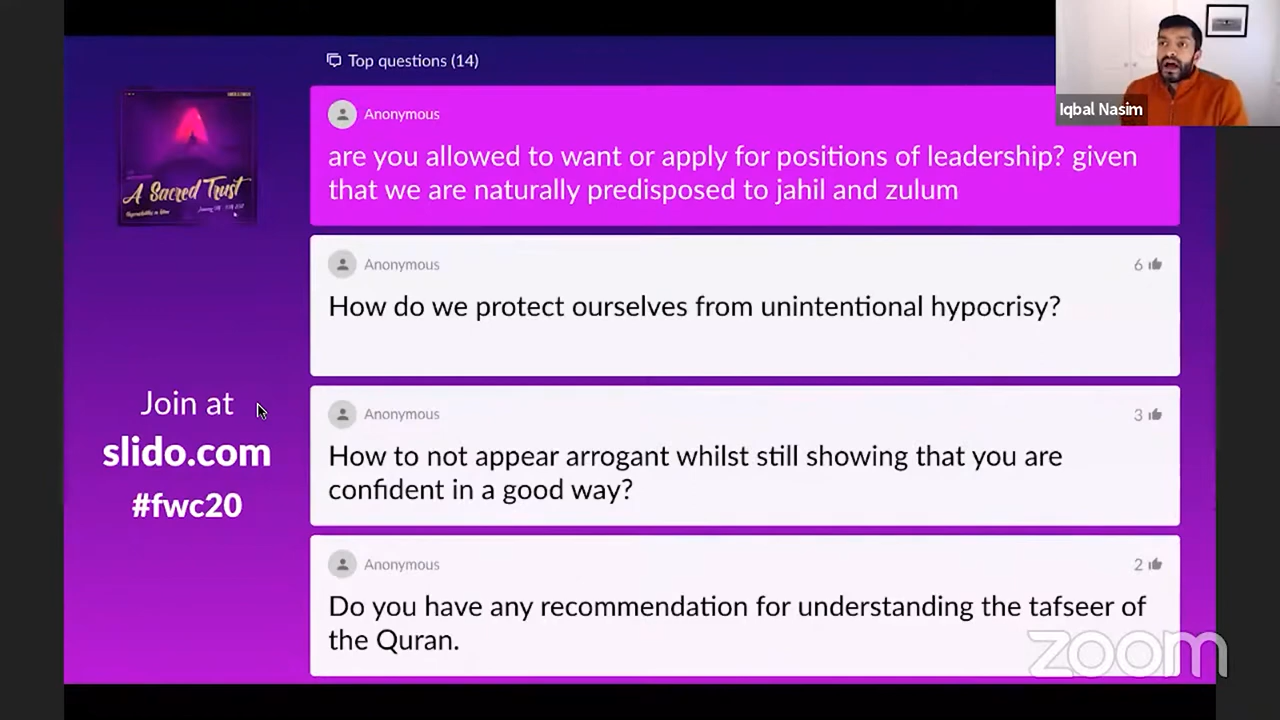 Top questions (14)
Iqbal Nasim
Anonymous
are you allowed to want or apply for positions of leadership? given
that we are naturally predisposed to jahil and zulum
A Sacred Trust
Anonymous
6
How do we protect ourselves from unintentional hypocrisy?
Anonymous
3
How to not appear arrogant whilst still showing that you are
confident in a good way?
Join at
slido.com
#fwc20
Anonymous
2
Do you have any recommendation for understanding the tafseer of
the Quran.
zoom